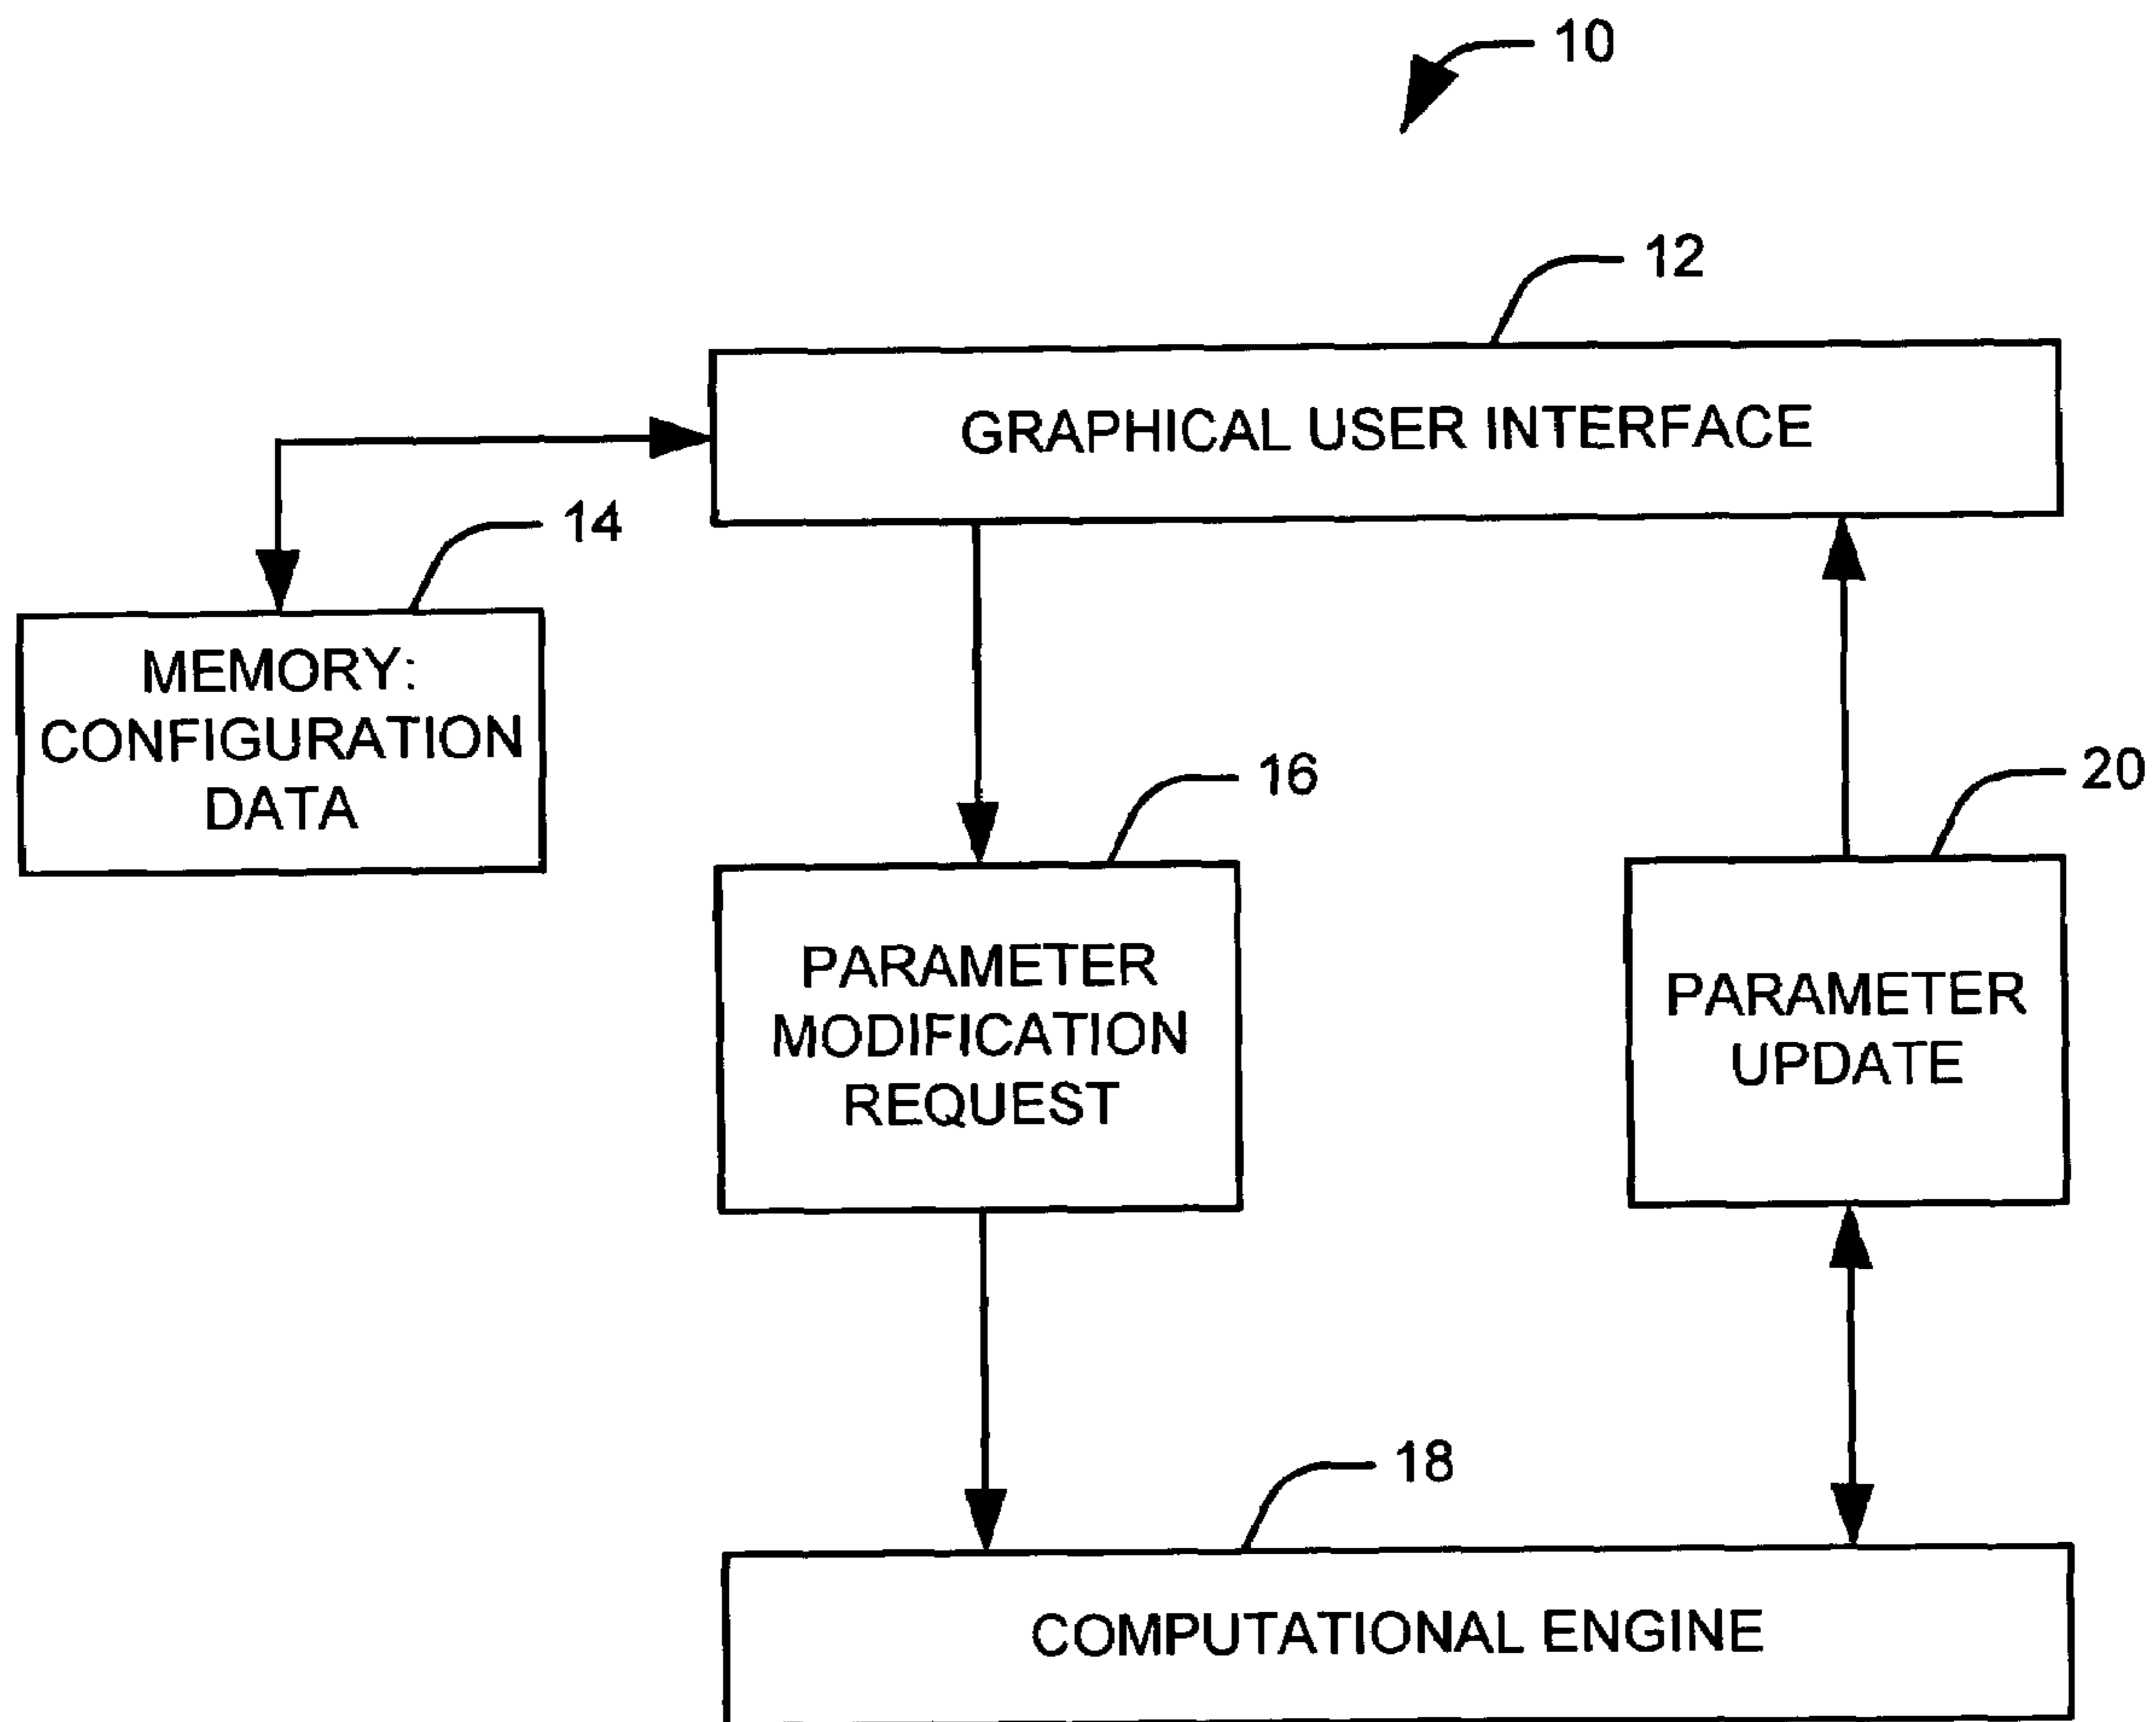 10
12
GRAPHICAL USER INTERFACE
14
MEMORY:
CONFIGURATION
DATA
16
PARAMETER
MODIFICATION
REQUEST
20
PARAMETER
UPDATE
18
COMPUTATIONAL ENGINE